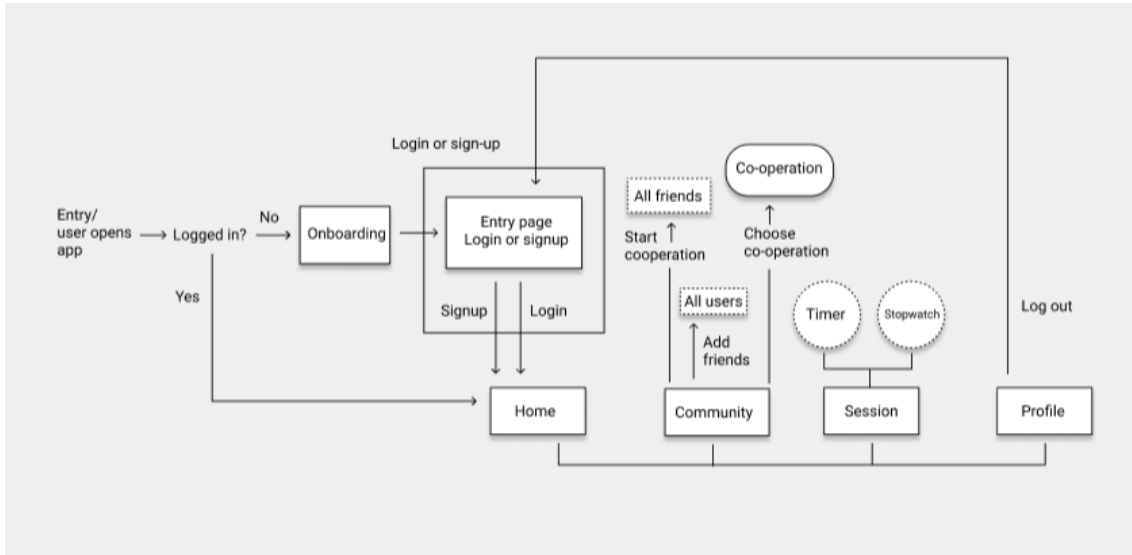 Login or sign-up
Co-operation
All friends
Entry/
user opens
app
Logged in?
No
Onboarding
Entry page
Login or signup
Start
cooperation
Choose
co-operation
Yes
Signup
Login
All users
Add
friends
Timer
Stopwatch
Log out
Home
Community
Session
Profile